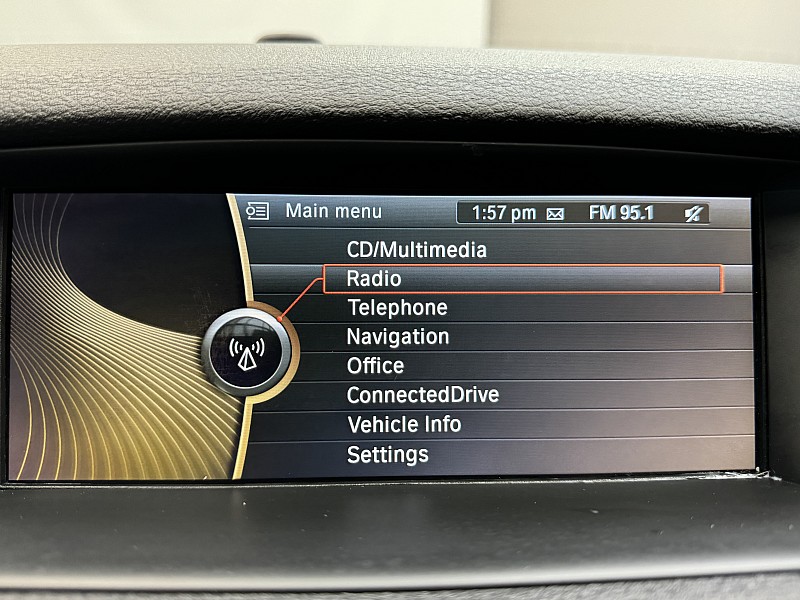 Main menu 1:57 pm FM 95.1
CD/Multimedia
Radio
Telephone
Navigation
Office
ConnectedDrive
Vehicle Info
Settings